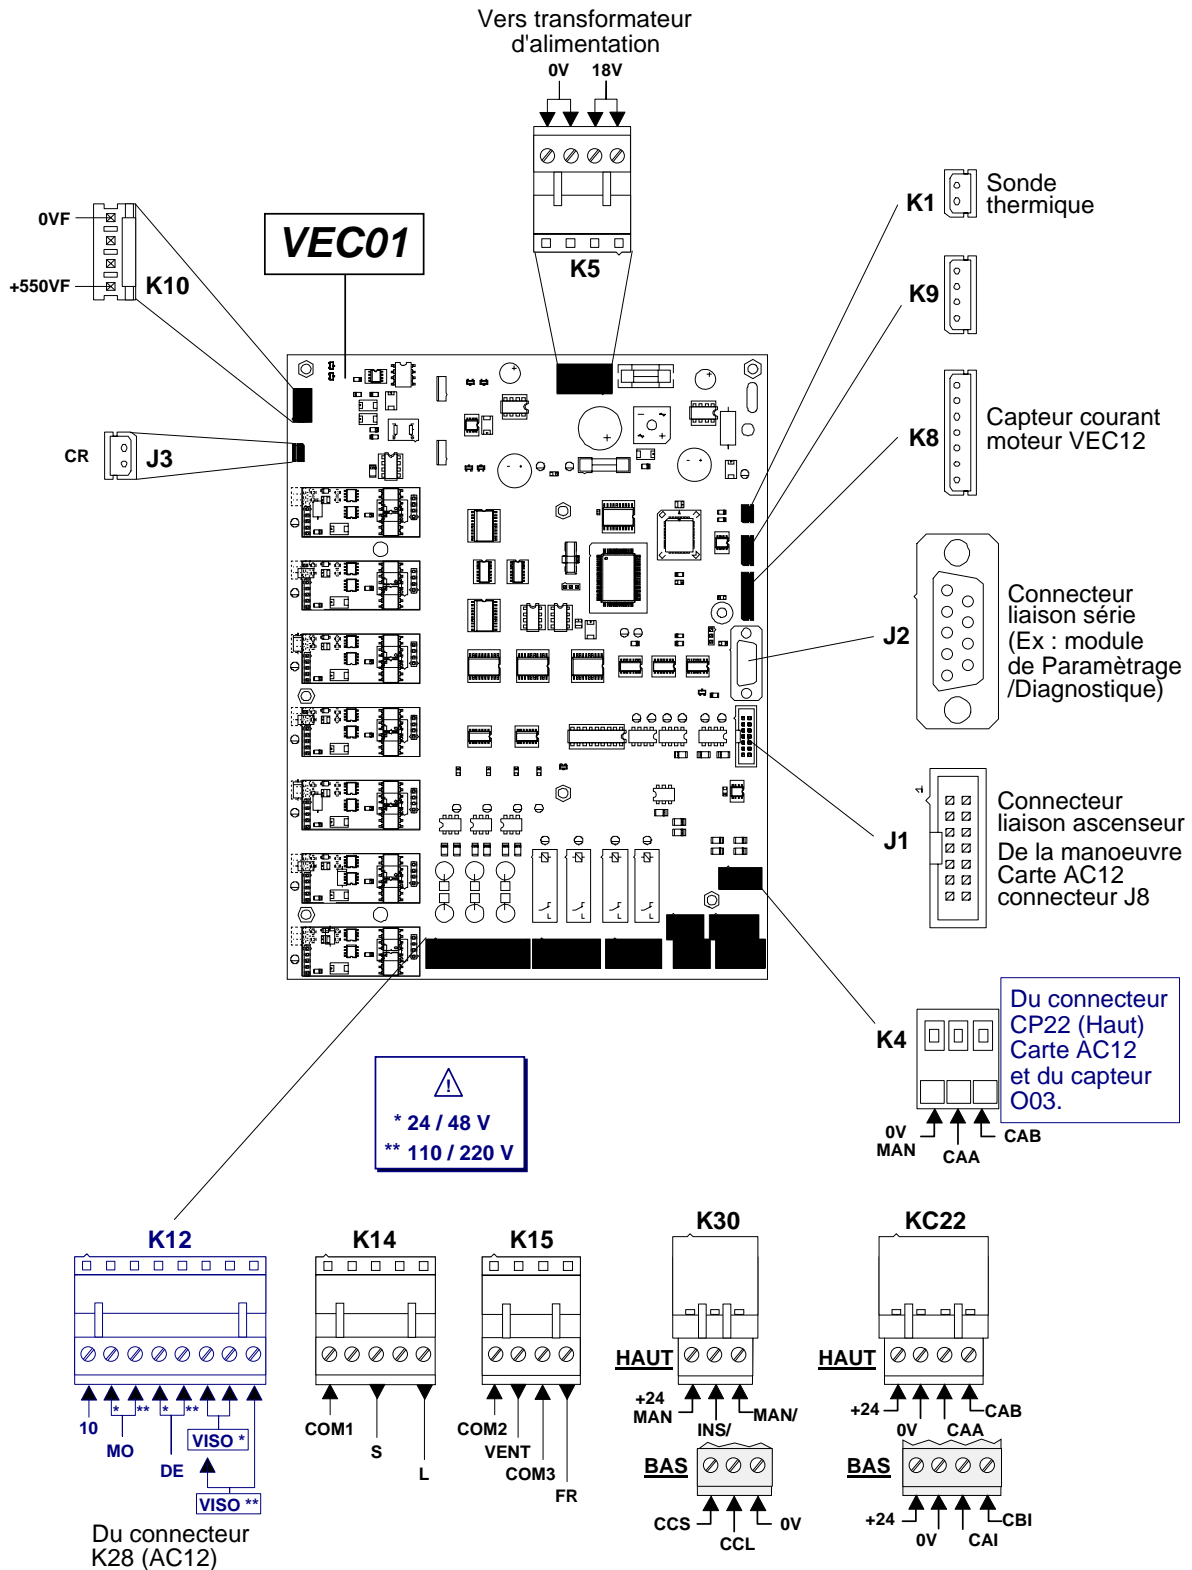 Vers transformateur
d'alimentation
0V 18V
K5
VEC01
0VF
+550VF
K10
CR
J3
K1
Sonde
thermique
K9
K8
Capteur courant
moteur VEC12
J2
Connecteur
liaison série
(Ex : module
de Paramètrage
/Diagnostique)
J1
Connecteur
liaison ascenseur
De la manoeuvre
Carte AC12
connecteur J8
K4
Du connecteur
CP22 (Haut)
Carte AC12
et du capteur
O03.
0V
MAN
CAA
CAB
L L L L
* 24 / 48 V
** 110 / 220 V
K12
10
* ** * **
MO
DE
VISO *
VISO **
Du connecteur
K28 (AC12)
K14
COM1
S
L
K15
COM2
VENT
COM3
FR
K30
HAUT
+24
MAN
INS/
MAN/
BAS
CCS
CCL
0V
KC22
HAUT
+24
0V
CAA
CAB
BAS
+24
0V
CAI
CBI